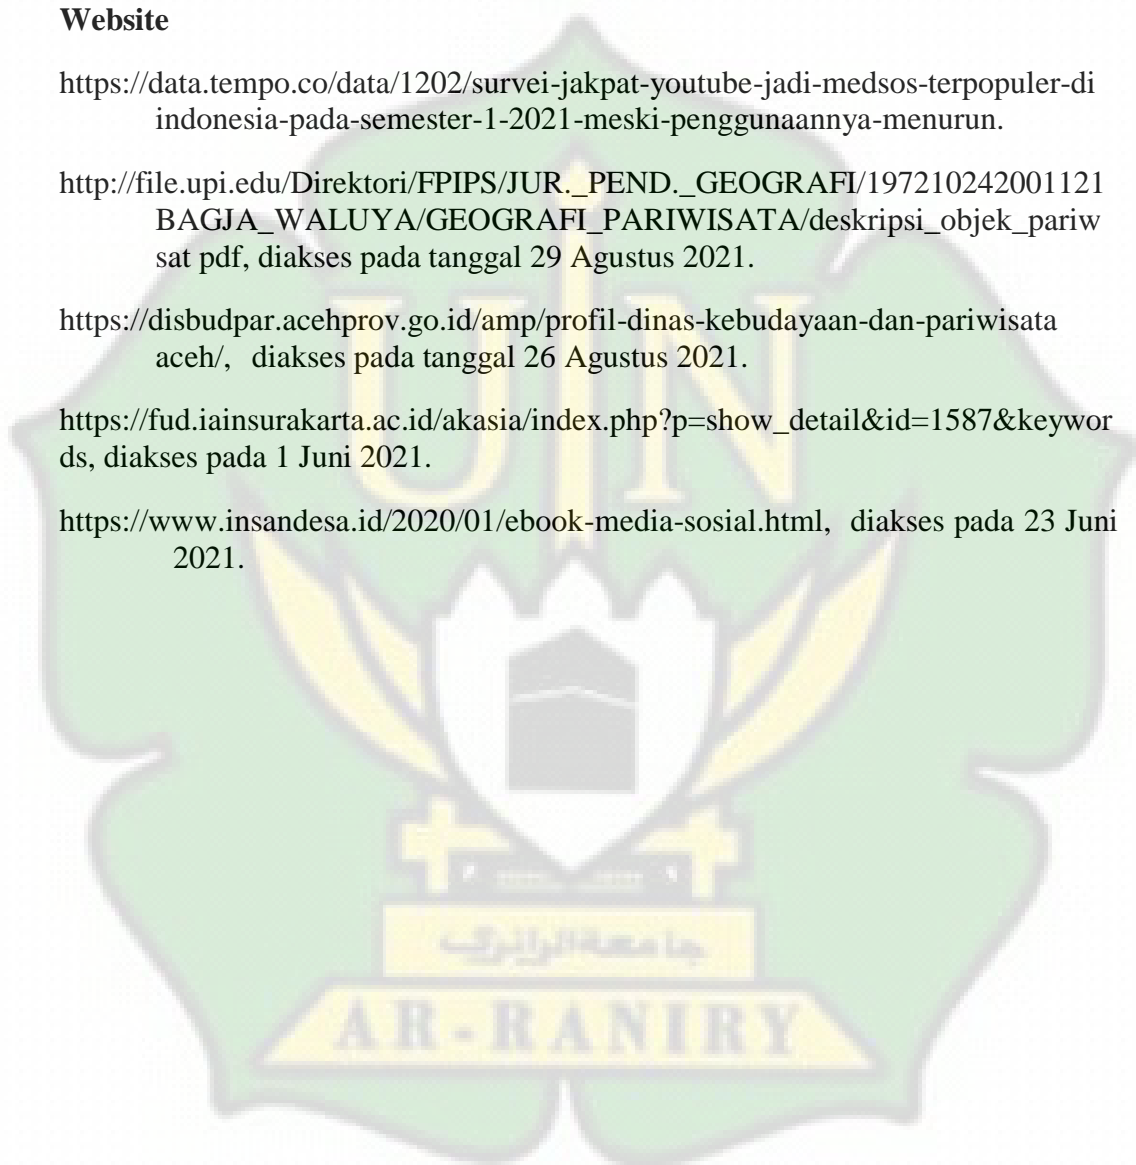 Website
https://data.tempo.co/data/1202/survei-jakpat-youtube-jadi-medsos-terpopuler-di
indonesia-pada-semester-1-2021-meski-penggunaannya-menurun.
http://file.upi.edu/Direktori/FPIPS/JUR._PEND._GEOGRAFI/197210242001121
BAGJA_WALUYA/GEOGRAFI_PARIWISATA/deskripsi_objek_pariw
sat pdf, diakses pada tanggal 29 Agustus 2021.
https://disbudpar.acehprov.go.id/amp/profil-dinas-kebudayaan-dan-pariwisata
aceh/, diakses pada tanggal 26 Agustus 2021.
https://fud.iainsurakarta.ac.id/akasia/index.php?p=show_detail&id=1587&keywor
ds, diakses pada 1 Juni 2021.
https://www.insandesa.id/2020/01/ebook-media-sosial.html, diakses pada 23 Juni
2021.
UIN
جامعة الرانري
AR-RANIRY